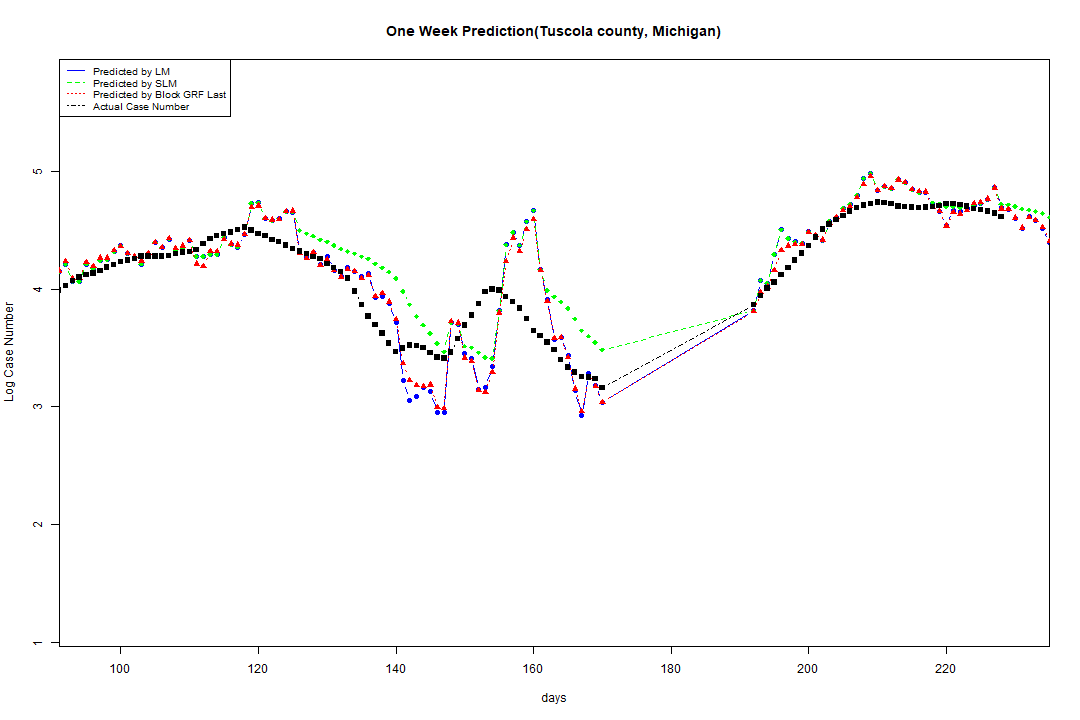 One Week Prediction(Tuscola county, Michigan)
Predicted by LM
Predicted by SLM
Predicted by Block GRF Last
Actual Case Number
5
4
3
2
1
Log Case Number
100 120 140 160 180 200 220
days